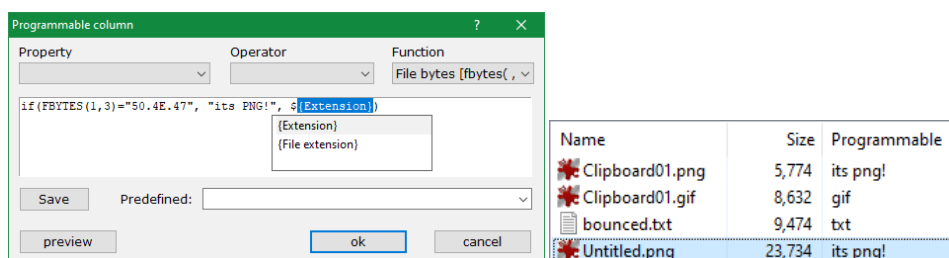 Programmable column ? ×
Property Operator Function
File bytes [fbytes( ,
if(FBYTES(1,3)="50.4E.47", "its PNG!", ${Extension})
{Extension}
{File extension}
Save Predefined:
preview ok cancel
Name Size Programmable
Clipboard01.png 5,774 its png!
Clipboard01.gif 8,632 gif
bounced.txt 9,474 txt
Untitled.png 23,734 its png!